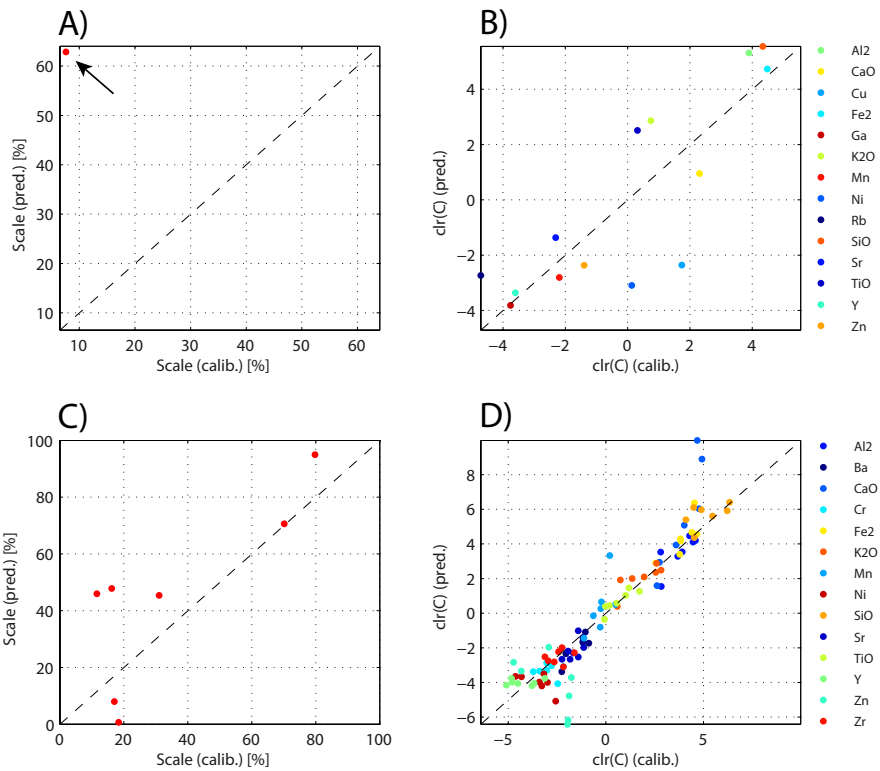 A)
60
50
40
30
20
10
10
20
30
40
50
60
Scale (pred.) [%]
Scale (calib.) [%]
B)
4
2
0
−2
−4
−4
−2
0
2
4
clr(C) (pred.)
clr(C) (calib.)
Al2
CaO
Cu
Fe2
Ga
K2O
Mn
Ni
Rb
SiO
Sr
TiO
Y
Zn
C)
100
80
60
40
20
0
0
20
40
60
80
100
Scale (pred.) [%]
Scale (calib.) [%]
D)
8
6
4
2
0
−2
−4
−6
−5
0
5
clr(C) (pred.)
clr(C) (calib.)
Al2
Ba
CaO
Cr
Fe2
K2O
Mn
Ni
SiO
Sr
TiO
Y
Zn
Zr